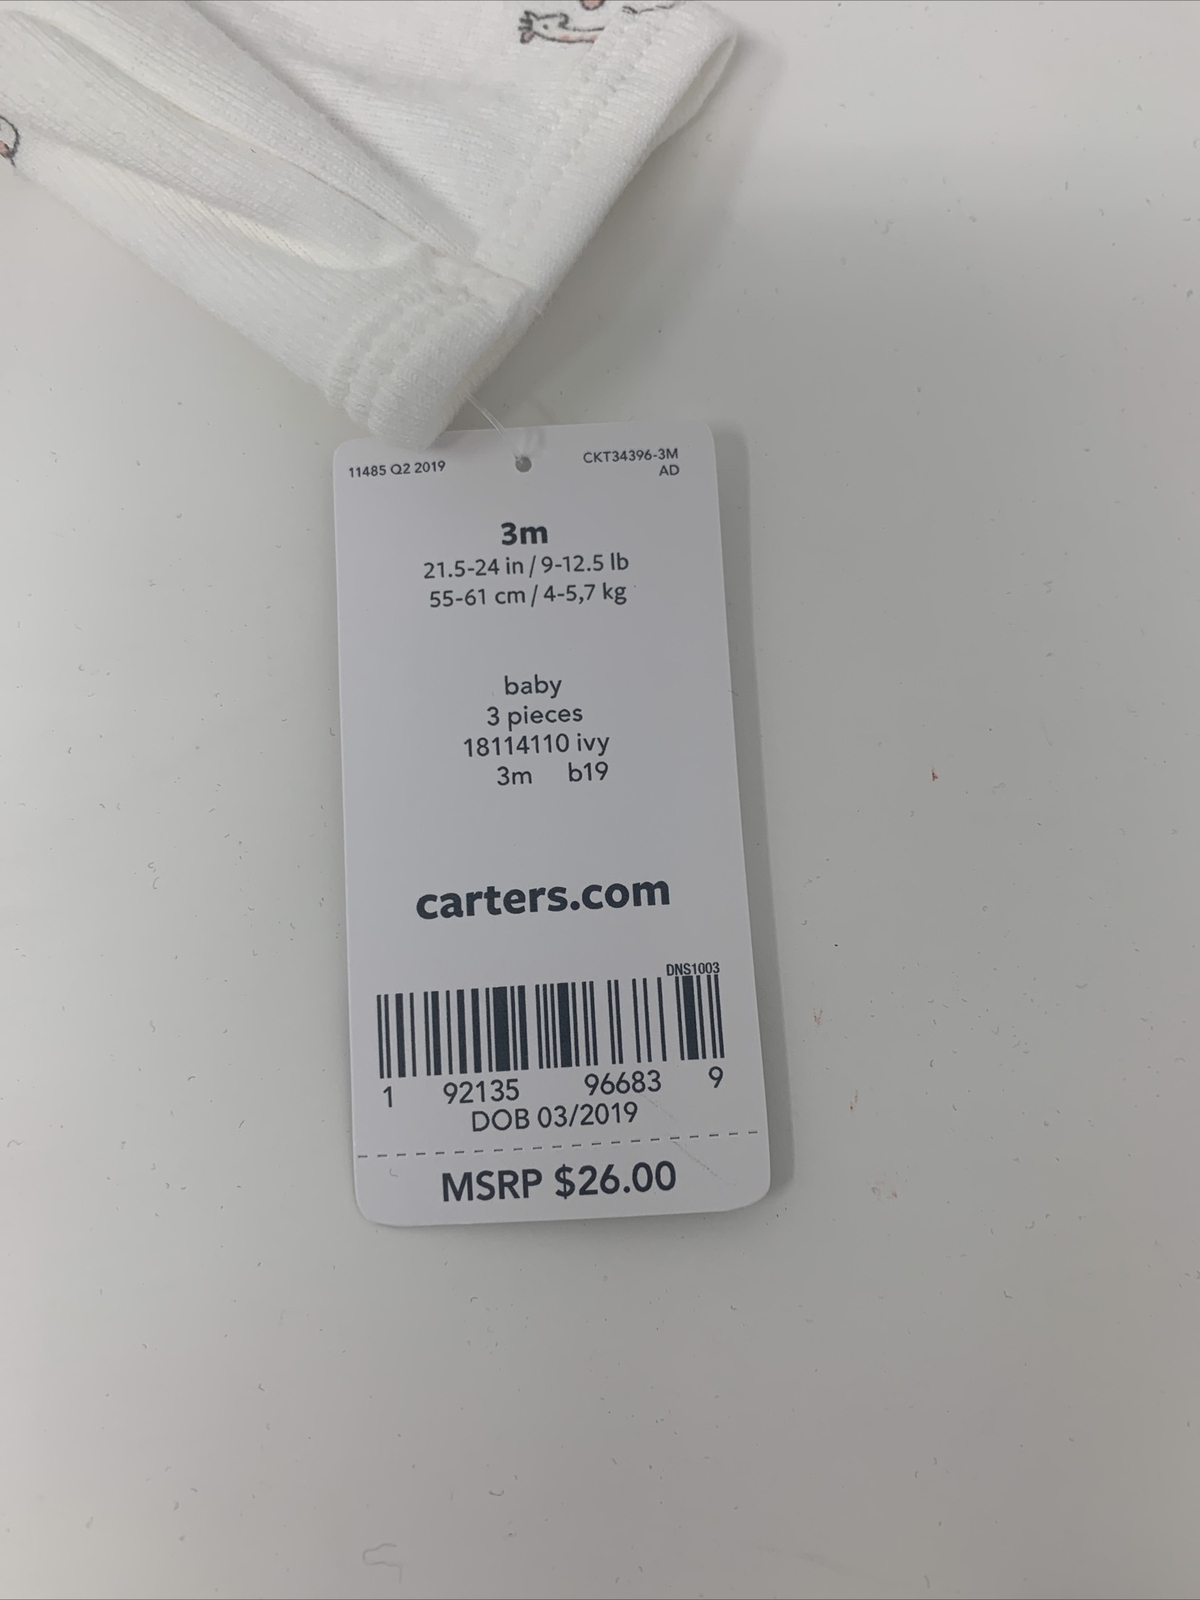 11485 Q2 2019
CKT34396-3M
AD
3m
21.5-24 in / 9-12.5 lb
55-61 cm / 4-5,7 kg
baby
3 pieces
18114110 ivy
3m b19
carters.com
DNS1003
1 92135 96683 9
DOB 03/2019
MSRP $26.00